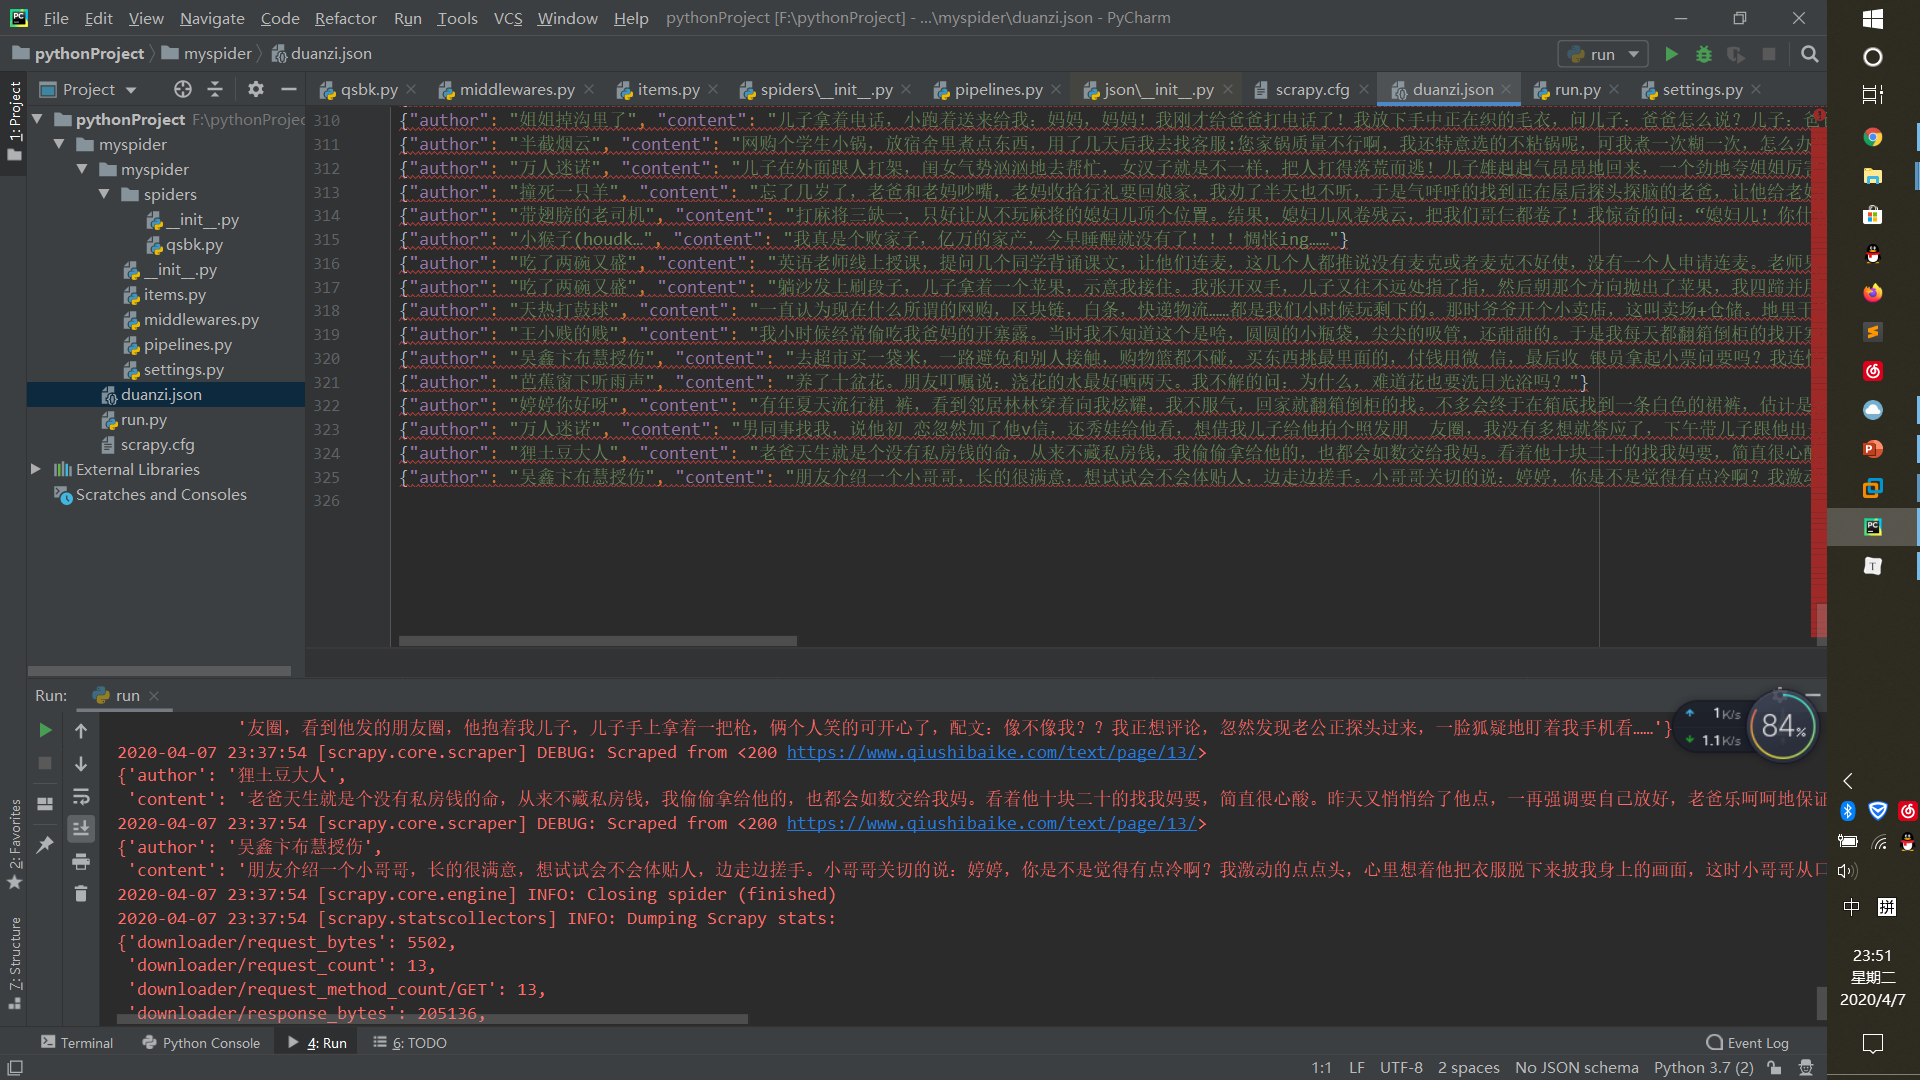 File Edit View Navigate Code Refactor Run Tools VCS Window Help pythonProject [F:\pythonProject] - ...\myspider\duanzi.json - PyCharm
pythonProject myspider duanzi.json
run
Project
qsbk.py middlewares.py items.py spiders\__init__.py pipelines.py json\__init__.py scrapy.cfg duanzi.json run.py settings.py
1: Project
pythonProject F:\pythonProjec
myspider
myspider
spiders
__init__.py
qsbk.py
__init__.py
items.py
middlewares.py
pipelines.py
settings.py
duanzi.json
run.py
scrapy.cfg
External Libraries
Scratches and Consoles
310 {"author": "姐姐掉沟里了", "content": "儿子拿着电话，小跑着送来给我：妈妈，妈妈！我刚才给爸爸打电话了！我放下手中正在织的毛衣，问儿子：爸爸怎么说？儿子：爸
311 {"author": "半截烟云", "content": "网购个学生小锅，放宿舍里煮点东西，用了几天后我去找客服:您家锅质量不行啊，我还特意选的不粘锅呢，可我煮一次糊一次，怎么办
312 {"author": "万人迷诺", "content": "儿子在外面跟人打架，闺女气势汹汹地去帮忙，女汉子就是不一样，把人打得落荒而逃！儿子雄赳赳气昂昂地回来，一个劲地夸姐姐厉害
313 {"author": "撞死一只羊", "content": "忘了几岁了，老爸和老妈吵嘴，老妈收拾行礼要回娘家，我劝了半天也不听，于是气呼呼的找到正在屋后探头探脑的老爸，让他给老妈
314 {"author": "带翅膀的老司机", "content": "打麻将三缺一，只好让从不玩麻将的媳妇儿顶个位置。结果，媳妇儿风卷残云，把我们哥仨都卷了！我惊奇的问：“媳妇儿！你什
315 {"author": "小猴子(houdk…", "content": "我真是个败家子，亿万的家产，今早睡醒就没有了！！！惆怅ing……"}
316 {"author": "吃了两碗又盛", "content": "英语老师线上授课，提问几个同学背诵课文，让他们连麦，这几个人都推说没有麦克或者麦克不好使，没有一个人申请连麦。老师果
317 {"author": "吃了两碗又盛", "content": "躺沙发上刷段子，儿子拿着一个苹果，示意我接住。我张开双手，儿子又往不远处指了指，然后朝那个方向抛出了苹果，我四蹄并用
318 {"author": "天热打鼓球", "content": "一直认为现在什么所谓的网购，区块链，白条，快递物流……都是我们小时候玩剩下的。那时爷爷开个小卖店，这叫卖场+仓储。地里干
319 {"author": "王小贱的贱", "content": "我小时候经常偷吃我爸妈的开塞露。当时我不知道这个是啥，圆圆的小瓶袋，尖尖的吸管，还甜甜的。于是我每天都翻箱倒柜的找开塞
320 {"author": "吴鑫卞布慧授伤", "content": "去超市买一袋米，一路避免和别人接触，购物篮都不碰，买东西挑最里面的，付钱用微 信，最后收 银员拿起小票问要吗？我连忙
321 {"author": "芭蕉窗下听雨声", "content": "养了十盆花。朋友叮嘱说：浇花的水最好晒两天。我不解的问：为什么，难道花也要洗日光浴吗？"}
322 {"author": "婷婷你好呀", "content": "有年夏天流行裙 裤，看到邻居林林穿着向我炫耀，我不服气，回家就翻箱倒柜的找。不多会终于在箱底找到一条白色的裙裤，估计是
323 {"author": "万人迷诺", "content": "男同事找我，说他初 恋忽然加了他v信，还秀娃给他看，想借我儿子给他拍个照发朋 友圈，我没有多想就答应了，下午带儿子跟他出去
324 {"author": "狸土豆大人", "content": "老爸天生就是个没有私房钱的命，从来不藏私房钱，我偷偷拿给他的，也都会如数交给我妈。看着他十块二十的找我妈要，简直很心酸
325 {"author": "吴鑫卞布慧授伤", "content": "朋友介绍一个小哥哥，长的很满意，想试试会不会体贴人，边走边搓手。小哥哥关切的说：婷婷，你是不是觉得有点冷啊？我激动
326
Run: run
'友圈，看到他发的朋友圈，他抱着我儿子，儿子手上拿着一把枪，俩个人笑的可开心了，配文：像不像我？？我正想评论，忽然发现老公正探头过来，一脸狐疑地盯着我手机看……'}
2020-04-07 23:37:54 [scrapy.core.scraper] DEBUG: Scraped from <200 https://www.qiushibaike.com/text/page/13/>
{'author': '狸土豆大人',
'content': '老爸天生就是个没有私房钱的命，从来不藏私房钱，我偷偷拿给他的，也都会如数交给我妈。看着他十块二十的找我妈要，简直很心酸。昨天又悄悄给了他点，一再强调要自己放好，老爸乐呵呵地保证
2020-04-07 23:37:54 [scrapy.core.scraper] DEBUG: Scraped from <200 https://www.qiushibaike.com/text/page/13/>
{'author': '吴鑫卞布慧授伤',
'content': '朋友介绍一个小哥哥，长的很满意，想试试会不会体贴人，边走边搓手。小哥哥关切的说：婷婷，你是不是觉得有点冷啊？我激动的点点头，心里想着他把衣服脱下来披我身上的画面，这时小哥哥从口
2020-04-07 23:37:54 [scrapy.core.engine] INFO: Closing spider (finished)
2020-04-07 23:37:54 [scrapy.statscollectors] INFO: Dumping Scrapy stats:
{'downloader/request_bytes': 5502,
'downloader/request_count': 13,
'downloader/request_method_count/GET': 13,
'downloader/response_bytes': 205136,
1K/s
1.1K/s
84%
2: Favorites
7: Structure
Terminal Python Console 4: Run 6: TODO Event Log
1:1 LF UTF-8 2 spaces No JSON schema Python 3.7 (2)
中 拼
23:51
星期二
2020/4/7